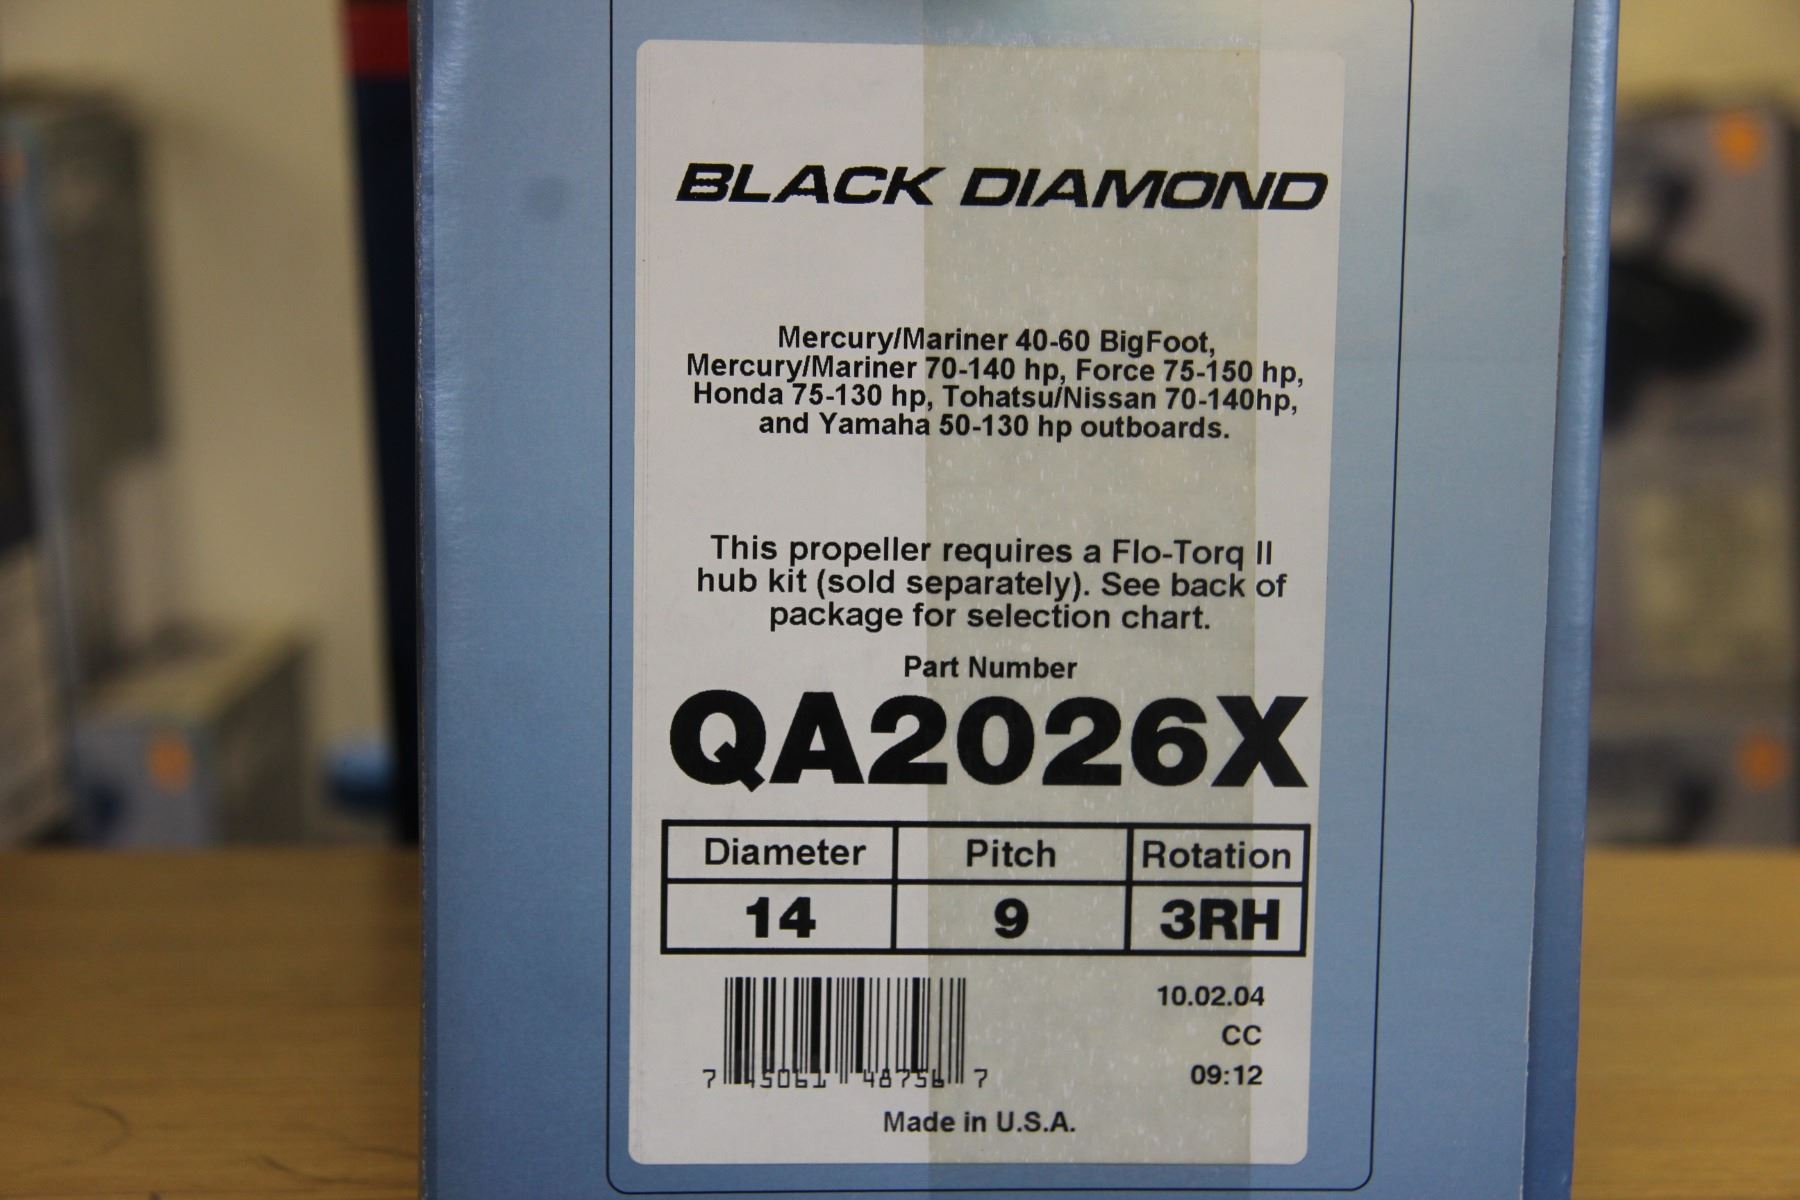 BLACK DIAMOND
Mercury/Mariner 40-60 BigFoot,
Mercury/Mariner 70-140 hp, Force 75-150 hp,
Honda 75-130 hp, Tohatsu/Nissan 70-140hp,
and Yamaha 50-130 hp outboards.
This propeller requires a Flo-Torq II
hub kit (sold separately). See back of
package for selection chart.
Part Number
QA2026X
Diameter Pitch Rotation
14 9 3RH
10.02.04
CC
09:12
7 45061 48756 7
Made in U.S.A.